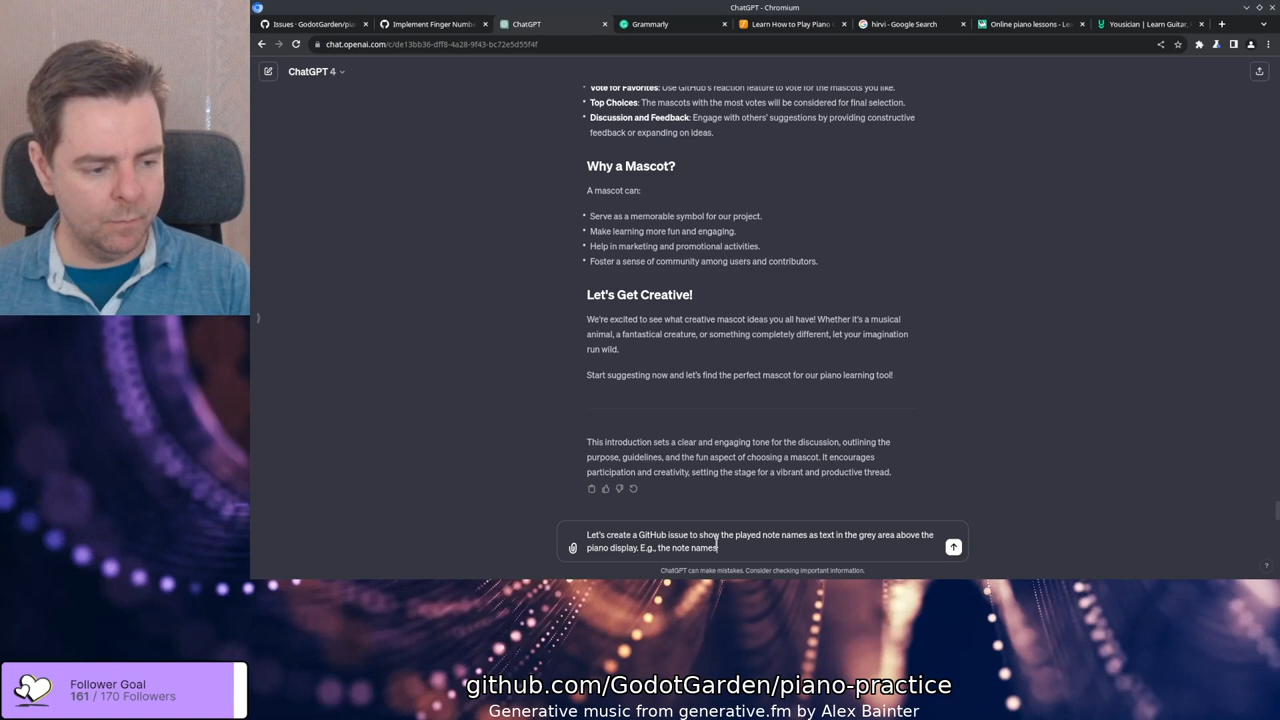 ChatGPT - Chromium
Issues · GodotGarden/pia
Implement Finger Numb
ChatGPT
Grammarly
Learn How to Play Piano
hirvi - Google Search
Online piano lessons - Le
Yousician | Learn Guitar,
chat.openai.com/c/de13bb36-dff8-4a28-9f43-bc72e5d55f4f
ChatGPT 4
Vote for Favorites: Use GitHub's reaction feature to vote for the mascots you like.
Top Choices: The mascots with the most votes will be considered for final selection.
Discussion and Feedback: Engage with others' suggestions by providing constructive
feedback or expanding on ideas.
Why a Mascot?
A mascot can:
Serve as a memorable symbol for our project.
Make learning more fun and engaging.
Help in marketing and promotional activities.
Foster a sense of community among users and contributors.
Let's Get Creative!
We're excited to see what creative mascot ideas you all have! Whether it's a musical
animal, a fantastical creature, or something completely different, let your imagination
run wild.
Start suggesting now and let's find the perfect mascot for our piano learning tool!
This introduction sets a clear and engaging tone for the discussion, outlining the
purpose, guidelines, and the fun aspect of choosing a mascot. It encourages
participation and creativity, setting the stage for a vibrant and productive thread.
Let's create a GitHub issue to show the played note names as text in the grey area above the
piano display. E.g., the note names
ChatGPT can make mistakes. Consider checking important information.
?
Follower Goal
161 / 170 Followers
github.com/GodotGarden/piano-practice
Generative music from generative.fm by Alex Bainter